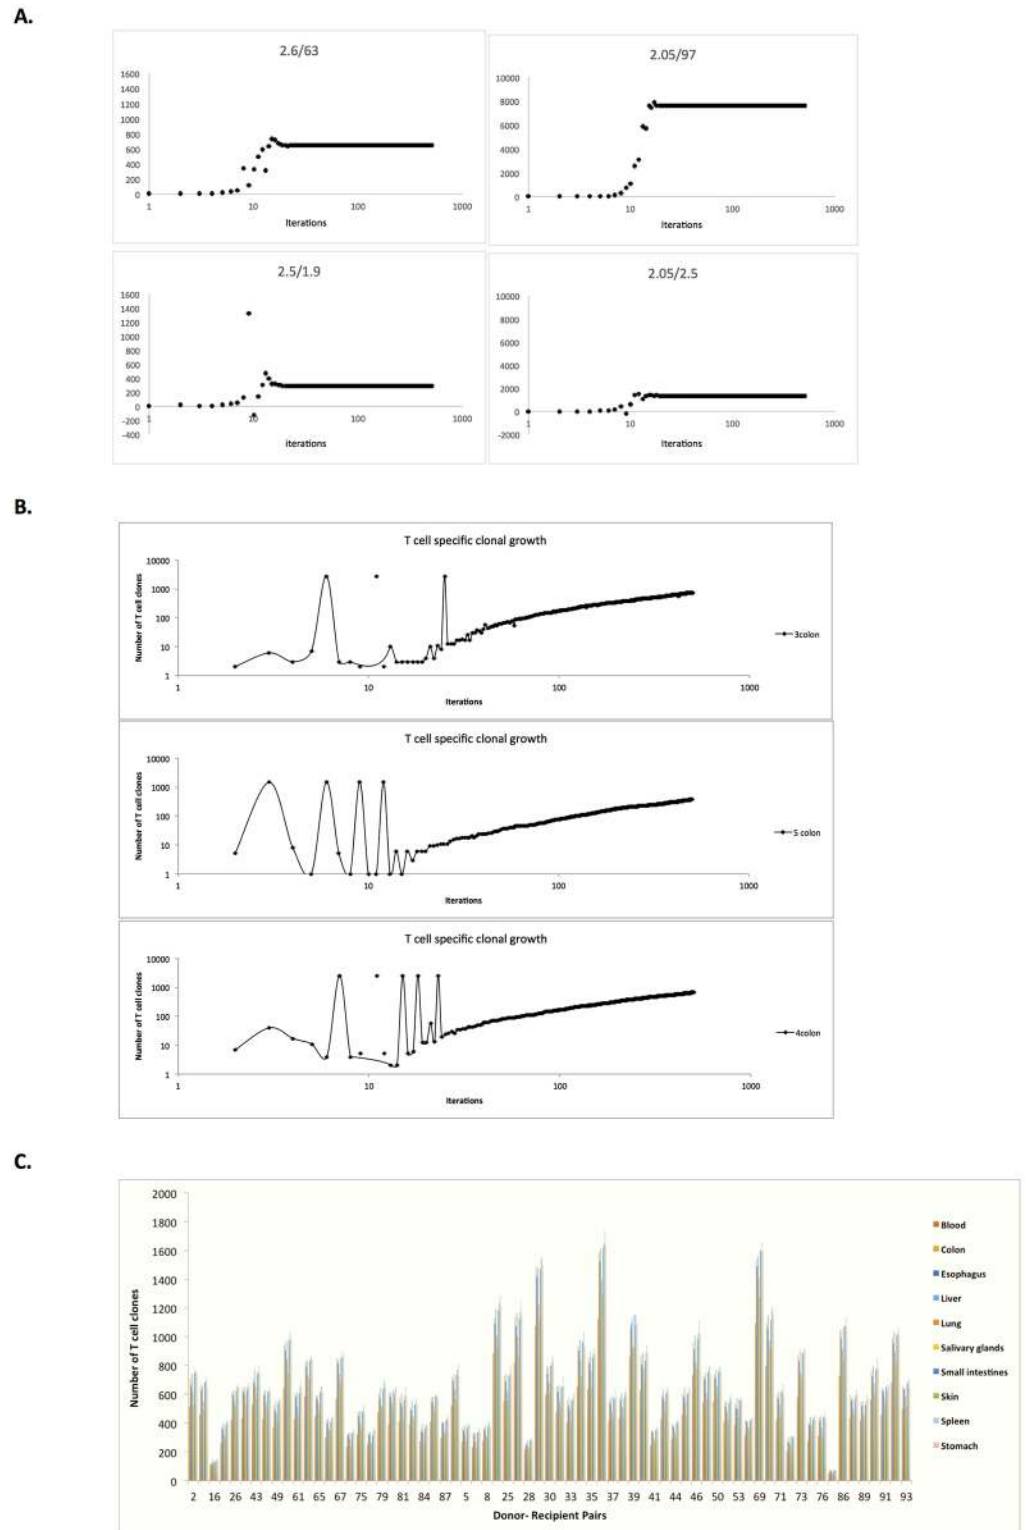 A.
2.6/63
1600
1400
1200
1000
800
600
400
200
0
1 10 100 1000
Iterations
2.05/97
10000
8000
6000
4000
2000
0
1 10 100 1000
Iterations
2.5/1.9
1600
1400
1200
1000
800
600
400
200
0
-200
-400
1 10 100 1000
iterations
2.05/2.5
10000
8000
6000
4000
2000
0
-2000
1 10 100 1000
Iterations
B.
T cell specific clonal growth
Number of T cell clones
10000
1000
100
10
1
1 10 100 1000
Iterations
3colon
T cell specific clonal growth
Number of T cell clones
10000
1000
100
10
1
1 10 100 1000
Iterations
5 colon
T cell specific clonal growth
Number of T cell clones
10000
1000
100
10
1
1 10 100 1000
Iterations
4colon
C.
Number of T cell clones
2000
1800
1600
1400
1200
1000
800
600
400
200
0
2 16 26 43 49 61 65 67 75 79 81 84 87 5 8 25 28 30 33 35 37 39 41 44 46 50 53 69 71 73 76 86 89 91 93
Donor- Recipient Pairs
Blood
Colon
Esophagus
Liver
Lung
Salivary glands
Small intestines
Skin
Spleen
Stomach